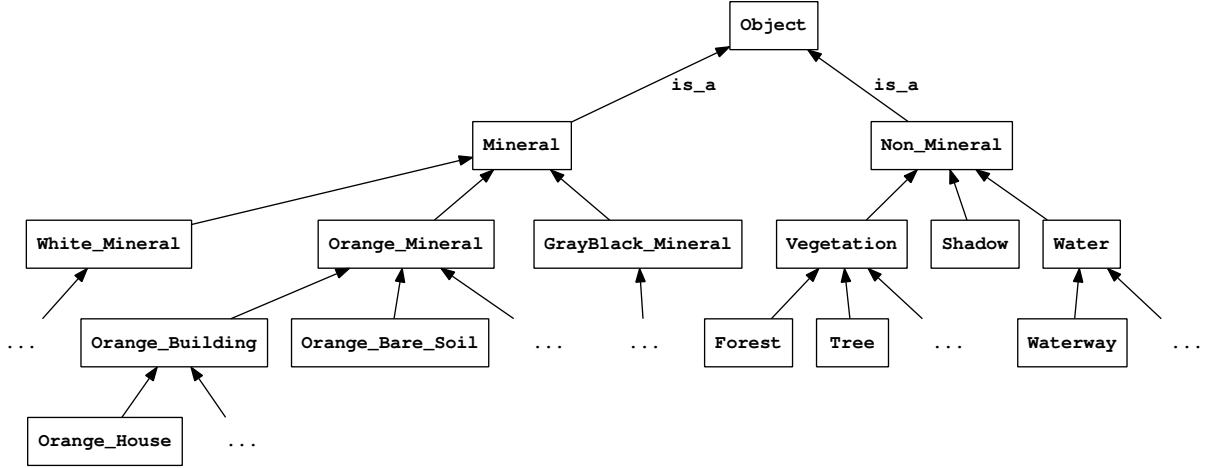 Object
is_a
is_a
Mineral
Non_Mineral
White_Mineral
Orange_Mineral
GrayBlack_Mineral
Vegetation
Shadow
Water
...
Orange_Building
Orange_Bare_Soil
...
...
Forest
Tree
...
Waterway
...
Orange_House
...